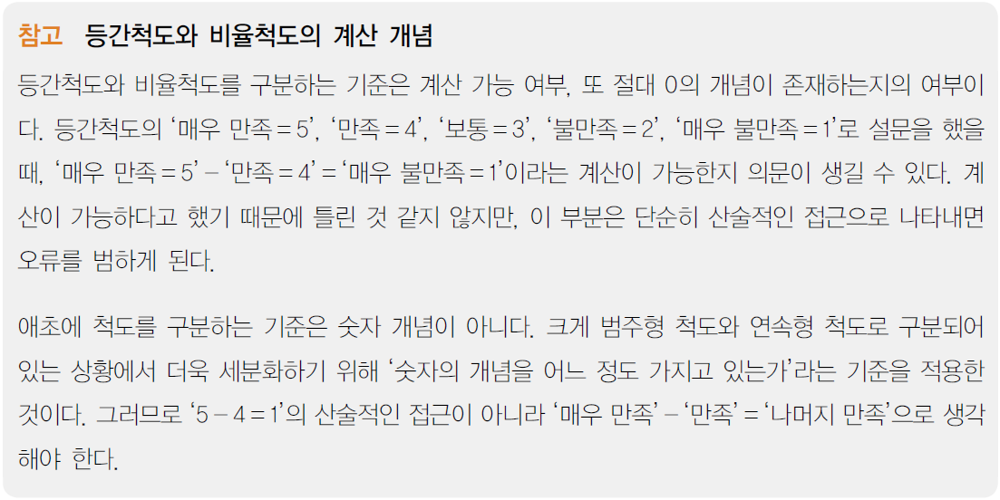 참고 등간척도와 비율척도의 계산 개념
등간척도와 비율척도를 구분하는 기준은 계산 가능 여부, 또 절대 0의 개념이 존재하는지의 여부이
다. 등간척도의 ‘매우 만족=5’, ‘만족=4’, ‘보통=3’, ‘불만족=2’, ‘매우 불만족=1’로 설문을 했을
때, ‘매우 만족=5’-‘만족=4’=‘매우 불만족=1’이라는 계산이 가능한지 의문이 생길 수 있다. 계
산이 가능하다고 했기 때문에 틀린 것 같지 않지만, 이 부분은 단순히 산술적인 접근으로 나타내면
오류를 범하게 된다.
애초에 척도를 구분하는 기준은 숫자 개념이 아니다. 크게 범주형 척도와 연속형 척도로 구분되어
있는 상황에서 더욱 세분화하기 위해 ‘숫자의 개념을 어느 정도 가지고 있는가’라는 기준을 적용한
것이다. 그러므로 ‘5-4=1’의 산술적인 접근이 아니라 ‘매우 만족’-‘만족’=‘나머지 만족’으로 생각
해야 한다.